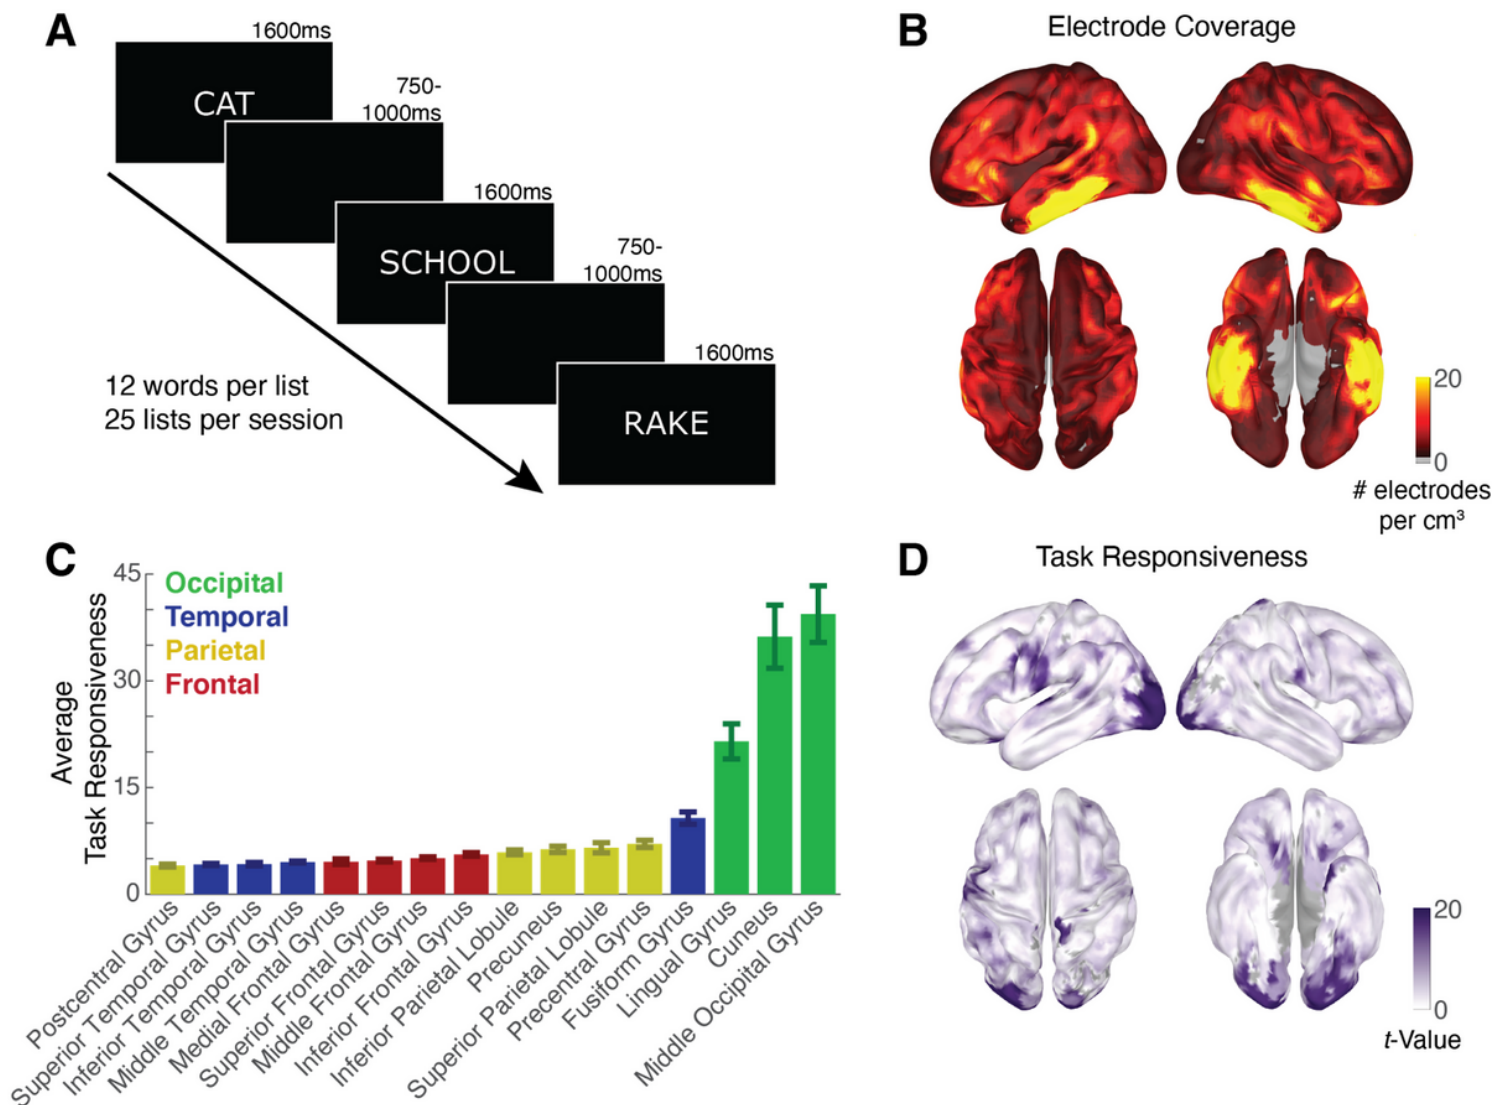 A
1600ms
CAT
750-
1000ms
1600ms
SCHOOL
750-
1000ms
1600ms
RAKE
12 words per list
25 lists per session
B
Electrode Coverage
20
0
# electrodes
per cm³
C
Average
Task Responsiveness
45
30
15
0
Occipital
Temporal
Parietal
Frontal
Postcentral Gyrus
Superior Temporal Gyrus
Inferior Temporal Gyrus
Middle Temporal Gyrus
Medial Frontal Gyrus
Superior Frontal Gyrus
Middle Frontal Gyrus
Inferior Frontal Gyrus
Inferior Parietal Lobule
Precuneus
Superior Parietal Lobule
Precentral Gyrus
Fusiform Gyrus
Lingual Gyrus
Cuneus
Middle Occipital Gyrus
D
Task Responsiveness
20
0
t-Value